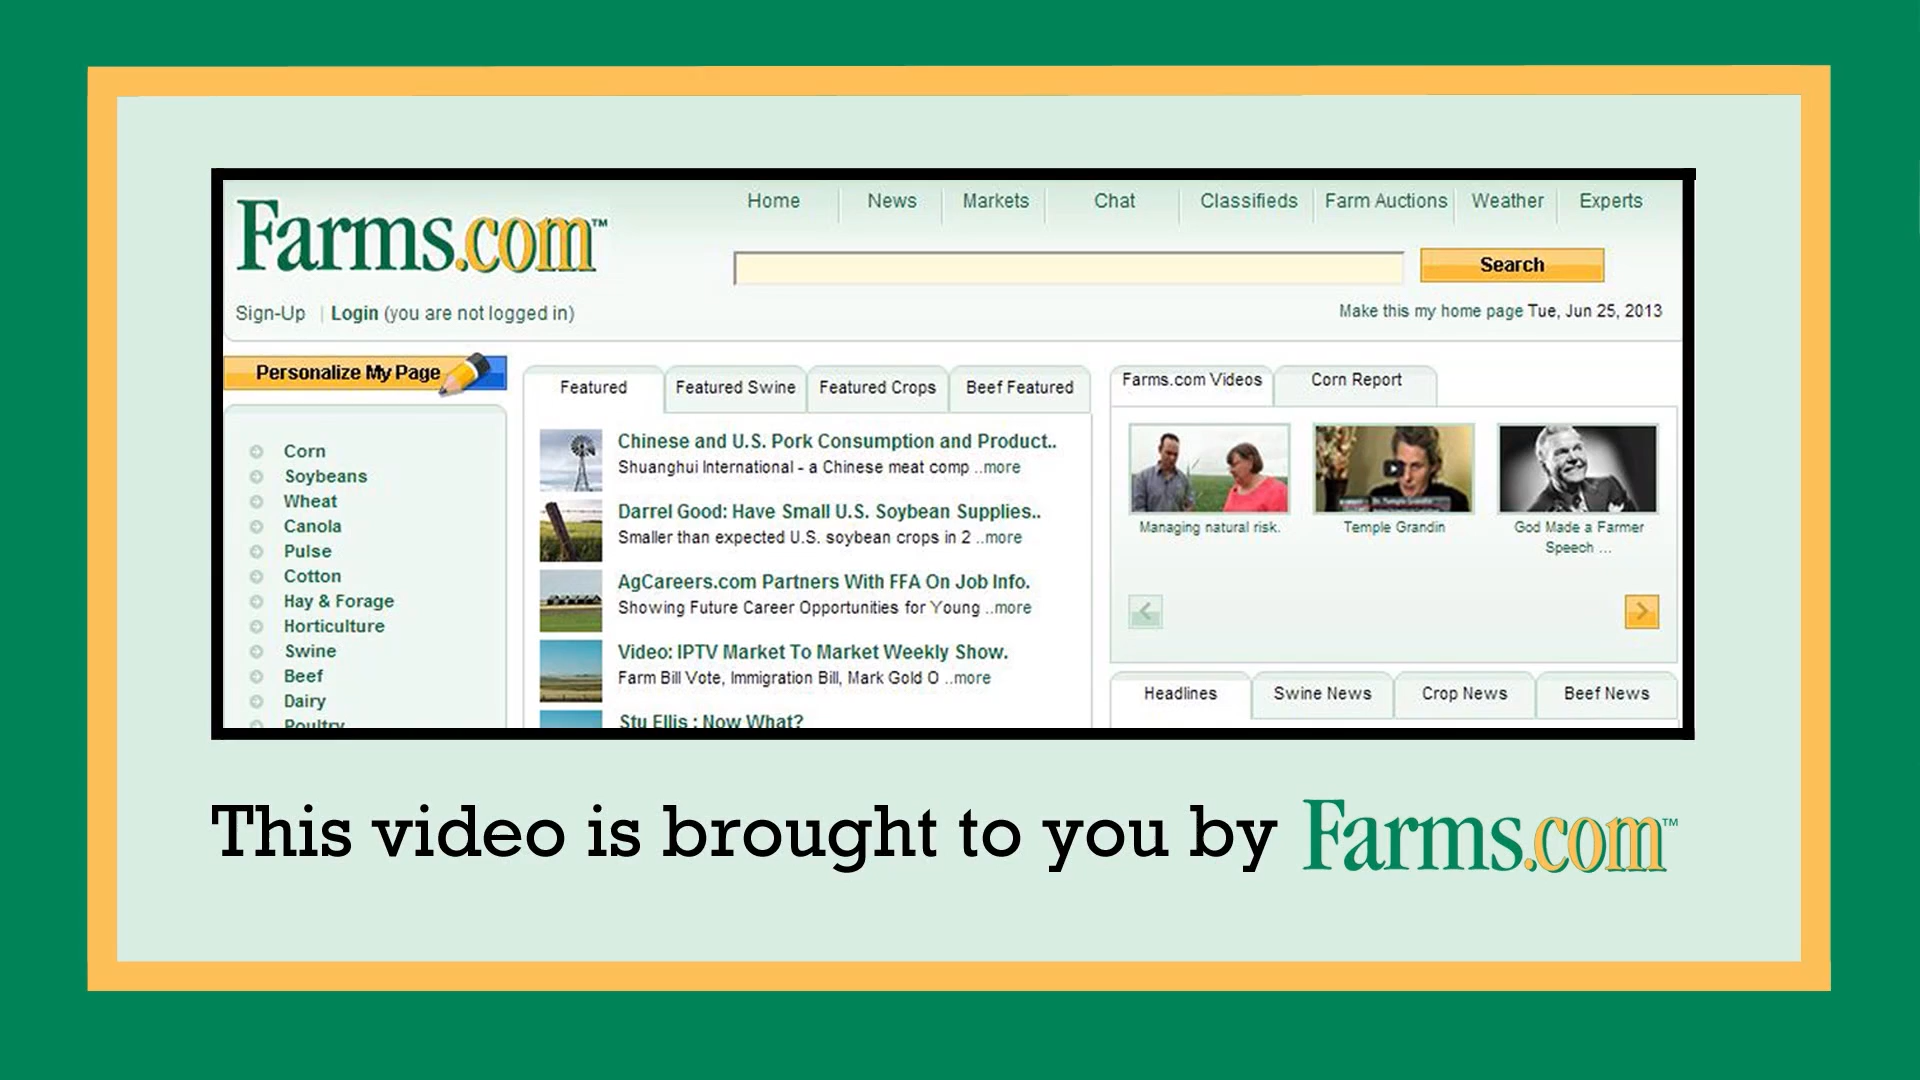 Farms.com™
Home News Markets Chat Classifieds Farm Auctions Weather Experts
Search
Sign-Up | Login (you are not logged in)
Make this my home page Tue, Jun 25, 2013
Personalize My Page
Corn
Soybeans
Wheat
Canola
Pulse
Cotton
Hay & Forage
Horticulture
Swine
Beef
Dairy
Poultry
Featured Featured Swine Featured Crops Beef Featured
Chinese and U.S. Pork Consumption and Product..
Shuanghui International - a Chinese meat comp ..more
Darrel Good: Have Small U.S. Soybean Supplies..
Smaller than expected U.S. soybean crops in 2 ..more
AgCareers.com Partners With FFA On Job Info.
Showing Future Career Opportunities for Young ..more
Video: IPTV Market To Market Weekly Show.
Farm Bill Vote, Immigration Bill, Mark Gold O ..more
Stu Ellis : Now What?
Farms.com Videos Corn Report
Managing natural risk.
Temple Grandin
God Made a Farmer
Speech ...
Headlines Swine News Crop News Beef News
This video is brought to you by Farms.com™